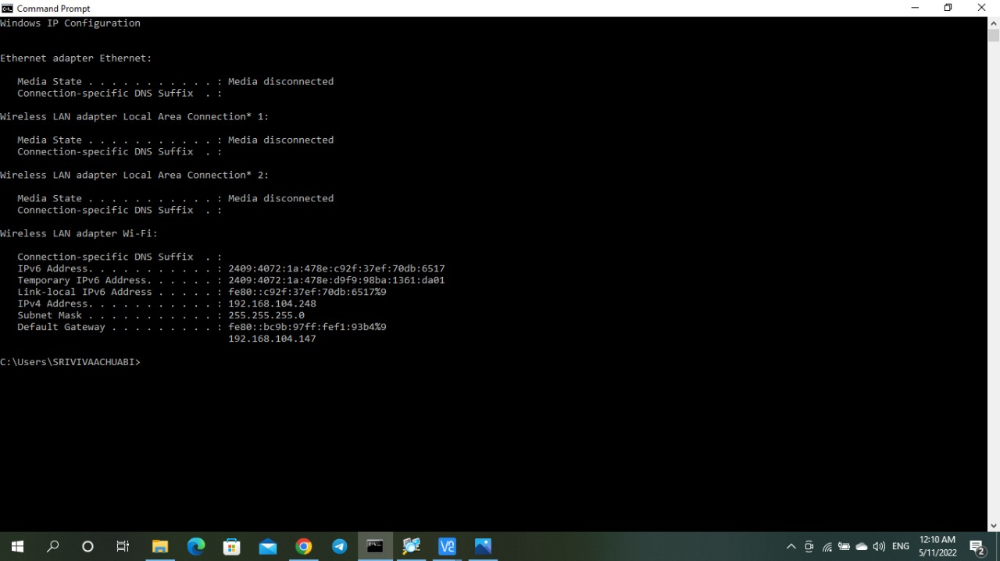 Command Prompt
Windows IP Configuration
Ethernet adapter Ethernet:
Media State . . . . . . . . . . . : Media disconnected
Connection-specific DNS Suffix  . :
Wireless LAN adapter Local Area Connection* 1:
Media State . . . . . . . . . . . : Media disconnected
Connection-specific DNS Suffix  . :
Wireless LAN adapter Local Area Connection* 2:
Media State . . . . . . . . . . . : Media disconnected
Connection-specific DNS Suffix  . :
Wireless LAN adapter Wi-Fi:
Connection-specific DNS Suffix  . :
IPv6 Address. . . . . . . . . . . : 2409:4072:1a:478e:c92f:37ef:70db:6517
Temporary IPv6 Address. . . . . . : 2409:4072:1a:478e:d9f9:98ba:1361:da01
Link-local IPv6 Address . . . . . : fe80::c92f:37ef:70db:6517%9
IPv4 Address. . . . . . . . . . . : 192.168.104.248
Subnet Mask . . . . . . . . . . . : 255.255.255.0
Default Gateway . . . . . . . . . : fe80::bc9b:97ff:fef1:93b4%9
192.168.104.147
C:\Users\SRIVIVAACHUABI>
ENG
12:10 AM
5/11/2022
2